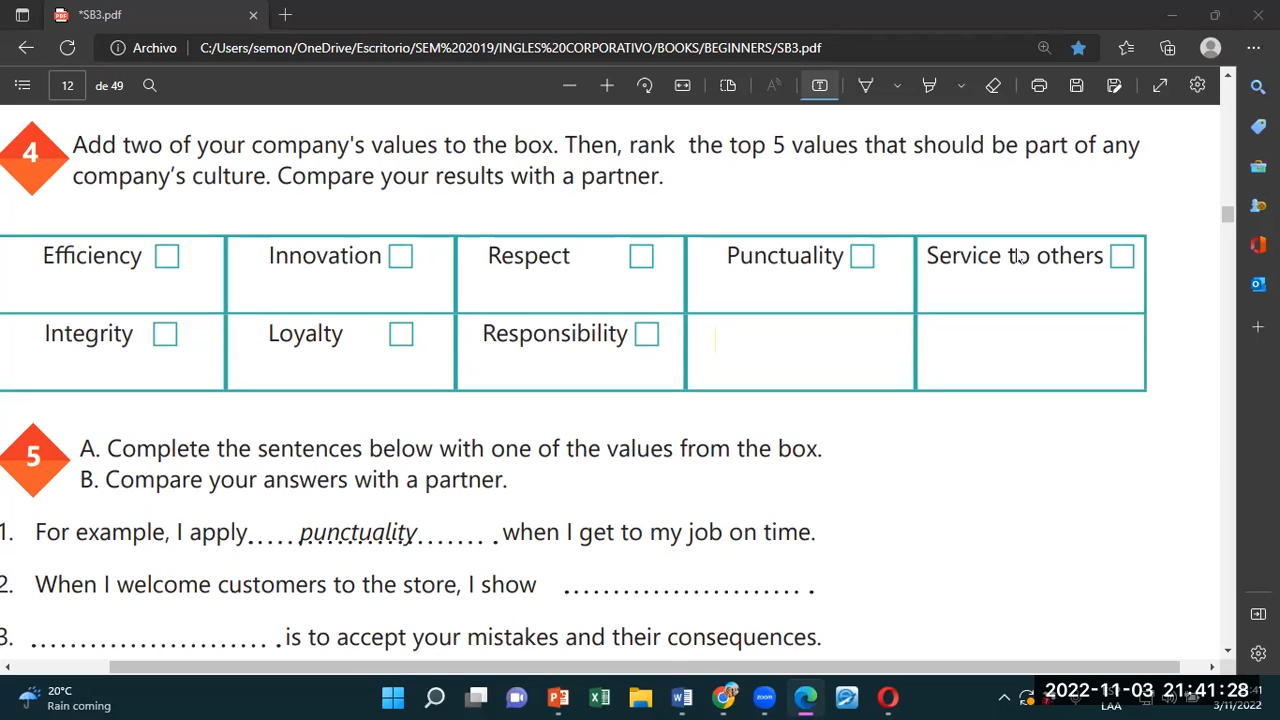 *SB3.pdf
Archivo
C:/Users/semon/OneDrive/Escritorio/SEM%202019/INGLES%20CORPORATIVO/BOOKS/BEGINNERS/SB3.pdf
12 de 49
4
Add two of your company's values to the box. Then, rank the top 5 values that should be part of any
company's culture. Compare your results with a partner.
Efficiency Innovation Respect Punctuality Service to others
Integrity Loyalty Responsibility
5
A. Complete the sentences below with one of the values from the box.
B. Compare your answers with a partner.
1. For example, I apply.....punctuality....... . when I get to my job on time.
2. When I welcome customers to the store, I show ........................ .
3. ......................... . is to accept your mistakes and their consequences.
20°C
Rain coming
LAA
2022-11-03 21:41:28
3/11/2022